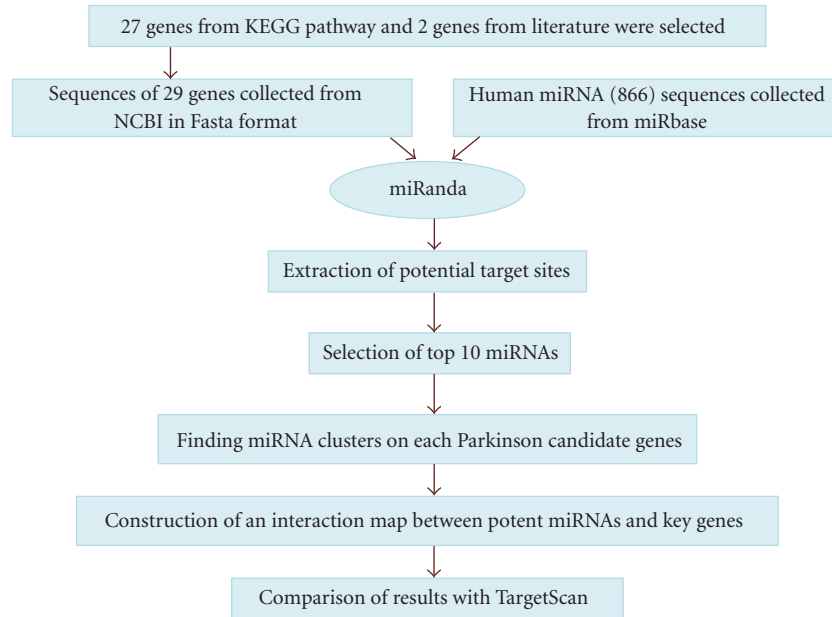 27 genes from KEGG pathway and 2 genes from literature were selected
Sequences of 29 genes collected from
NCBI in Fasta format
Human miRNA (866) sequences collected
from miRbase
miRanda
Extraction of potential target sites
Selection of top 10 miRNAs
Finding miRNA clusters on each Parkinson candidate genes
Construction of an interaction map between potent miRNAs and key genes
Comparison of results with TargetScan